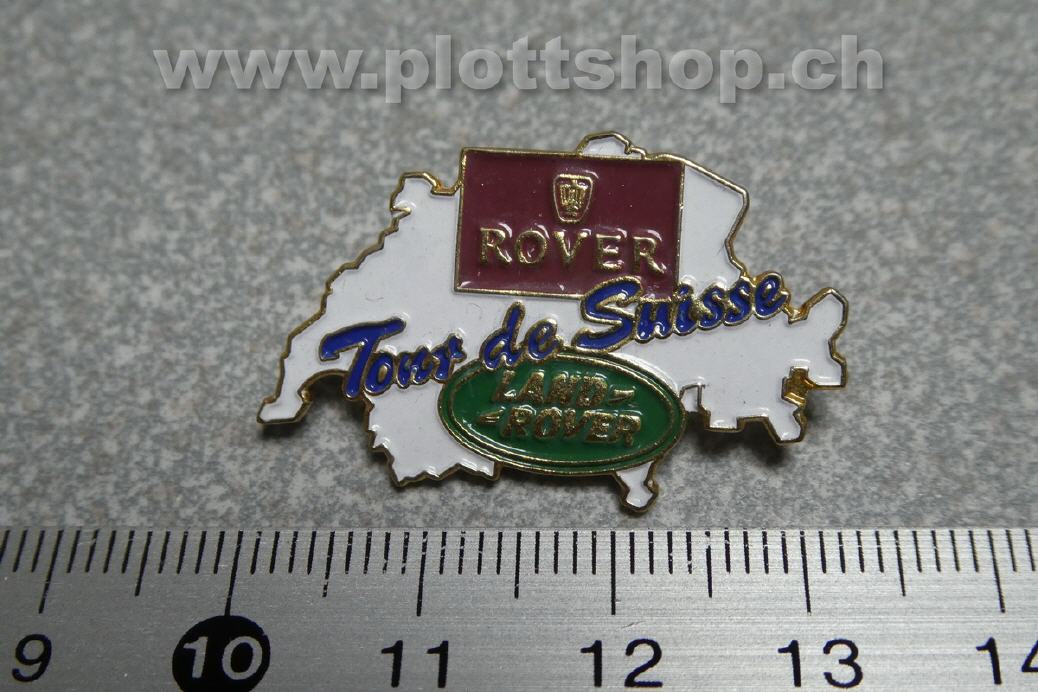 www.plottshop.ch
ROVER
Tour de Suisse
LAND-
-ROVER
9 10 11 12 13 14